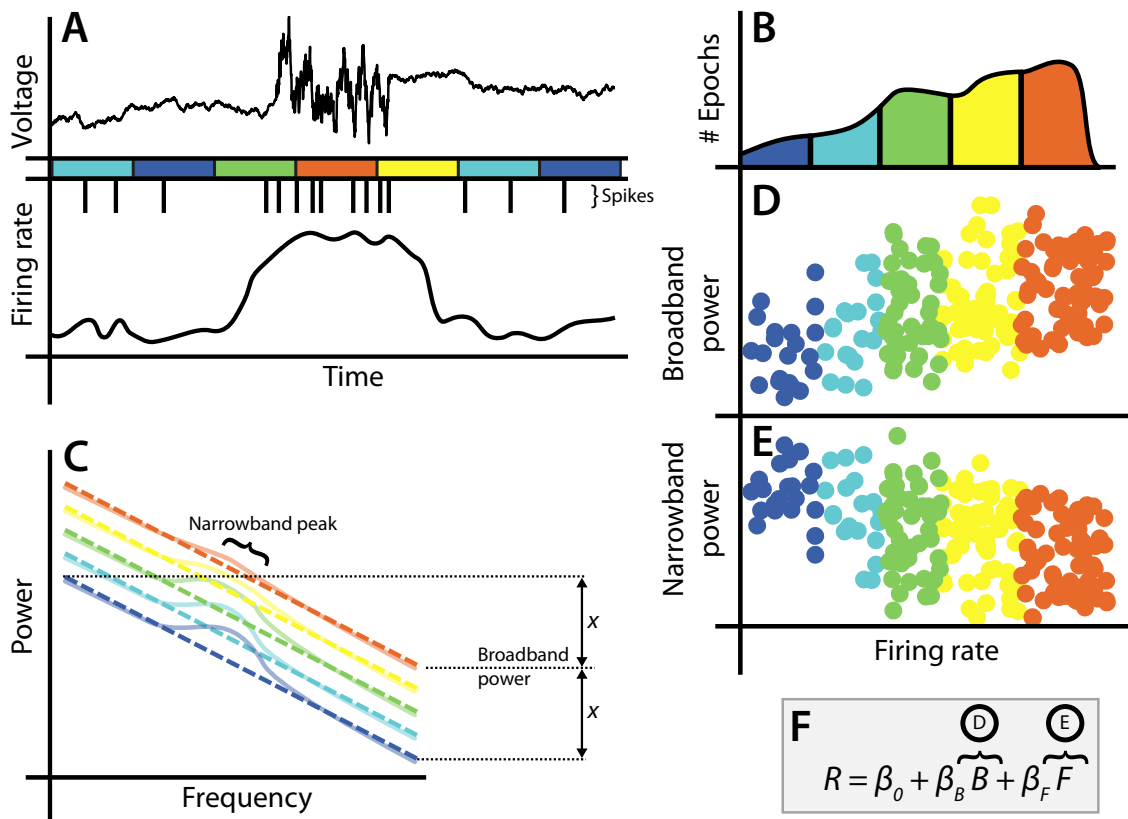 A
Voltage
} Spikes
Firing rate
Time
B
# Epochs
D
Broadband
power
E
Narrowband
power
Firing rate
C
Narrowband peak
Power
x
Broadband
power
x
Frequency
F
D E
R = β0 + βB B + βF F